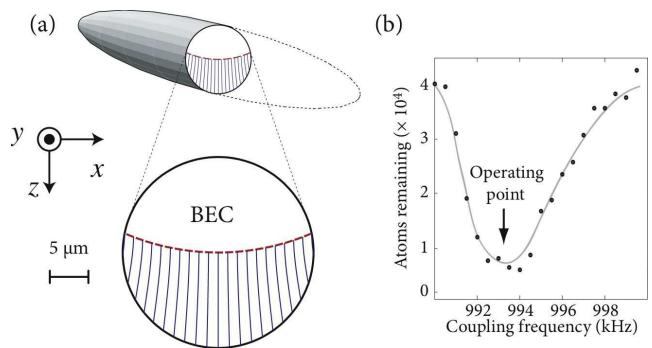 (a)
y
x
z
BEC
5 μm
(b)
Atoms remaining (× 10⁴)
4
3
2
1
0
Operating
point
992 994 996 998
Coupling frequency (kHz)